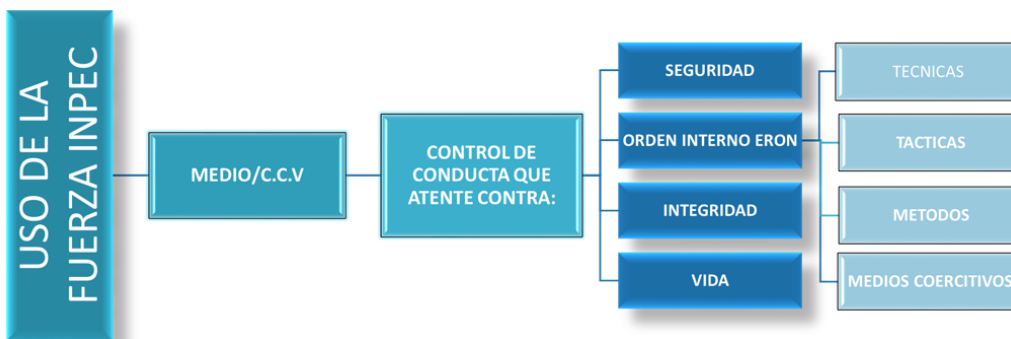 USO DE LA
FUERZA INPEC
MEDIO/C.C.V
CONTROL DE
CONDUCTA QUE
ATENTE CONTRA:
SEGURIDAD
ORDEN INTERNO ERON
INTEGRIDAD
VIDA
TECNICAS
TACTICAS
METODOS
MEDIOS COERCITIVOS